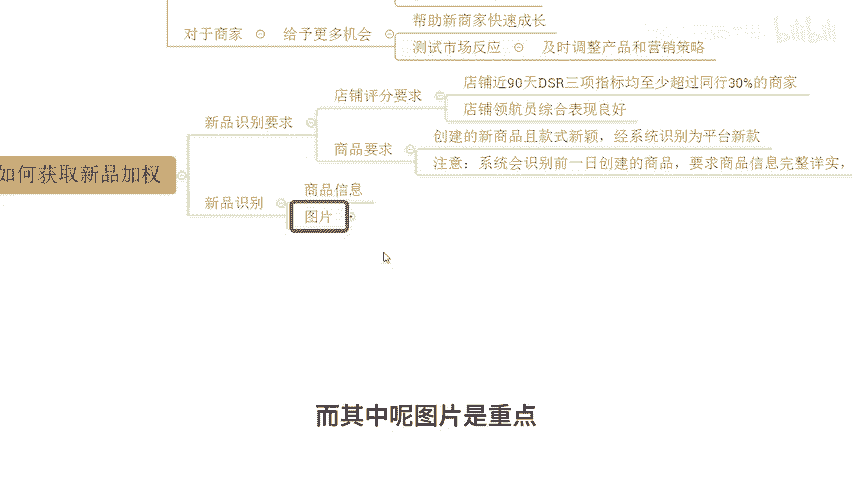 帮助新商家快速成长
对于商家 给予更多机会
测试市场反应 及时调整产品和营销策略
店铺近90天DSR三项指标均至少超过同行30%的商家
店铺评分要求
店铺领航员综合表现良好
新品识别要求
创建的新商品且款式新颖，经系统识别为平台新款
商品要求
注意：系统会识别前一日创建的商品，要求商品信息完整详实，
如何获取新品加权
商品信息
新品识别
图片
bilibili
而其中呢图片是重点